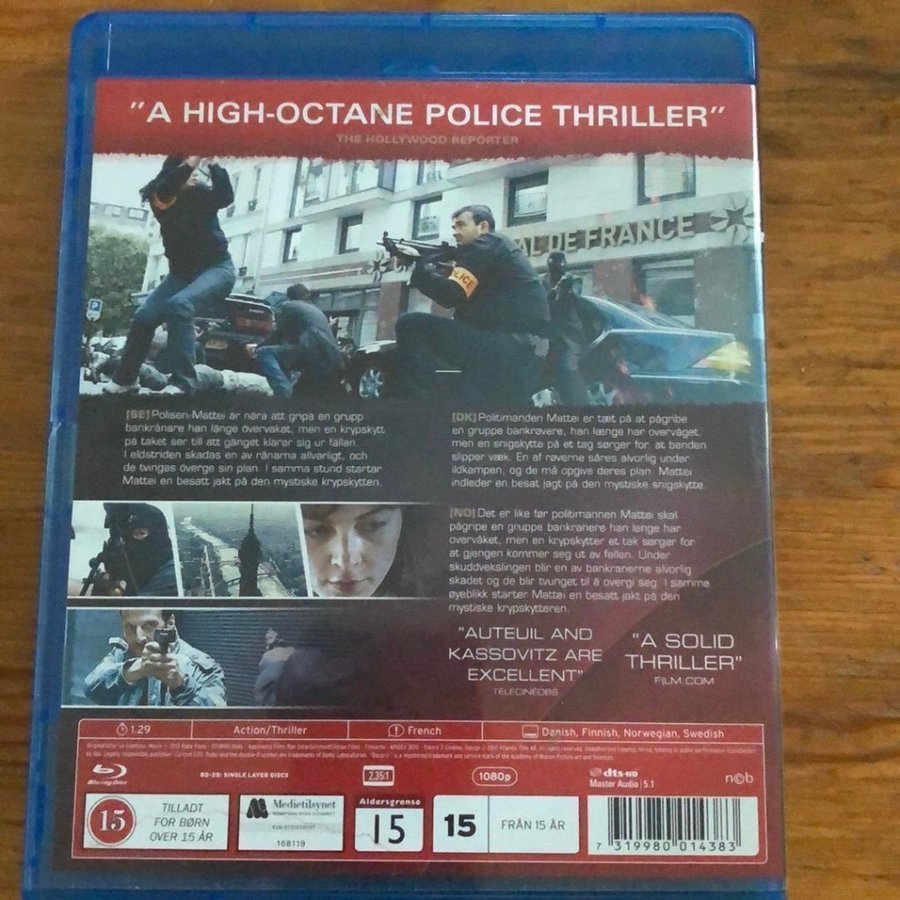 "A HIGH-OCTANE POLICE THRILLER"
THE HOLLYWOOD REPORTER
AL DE FRANCE
POLICE
[SE] Polisen Mattei är nära att gripa en grupp
bankrånare han länge övervakat, men en krypskytt
på taket ser till att gänget klarar sig ur fällan.
I eldstriden skadas en av rånarna allvarligt, och
de tvingas överge sin plan. I samma stund startar
Mattei en besatt jakt på den mystiske krypskytten.
[DK] Politimanden Mattei er tæt på at pågribe
en gruppe bankrøvere, han længe har overvåget,
men en snigskytte på et tag sørger for, at banden
slipper væk. En af røverne såres alvorlig under
ildkampen, og de må opgive deres plan. Mattei
indleder en besat jagt på den mystiske snigskytte.
[NO] Det er like før politimannen Mattei skal
pågripe en gruppe bankranere han lenge har
overvåket, men en krypskytter et tak sørger for
at gjengen kommer seg ut av fellen. Under
skuddvekslingen blir en av bankranerne alvorlig
skadet og de blir tvunget til å overgi seg. I samme
øyeblikk starter Mattei en besatt jakt på den
mystiske krypskytteren.
"AUTEUIL AND
KASSOVITZ ARE
EXCELLENT"
TELECINÉOBS
"A SOLID
THRILLER"
FILM.COM
1.29
Action/Thriller
French
Danish, Finnish, Norwegian, Swedish
Blu-ray Disc
BD-25: SINGLE LAYER DISCS
2.35:1
1080p
dts-HD
Master Audio | 5.1
ncb
15
TILLADT
FOR BØRN
OVER 15 ÅR
Medietilsynet
168119
Aldersgrense
15
15
FRÅN 15 ÅR
7 319980 014383